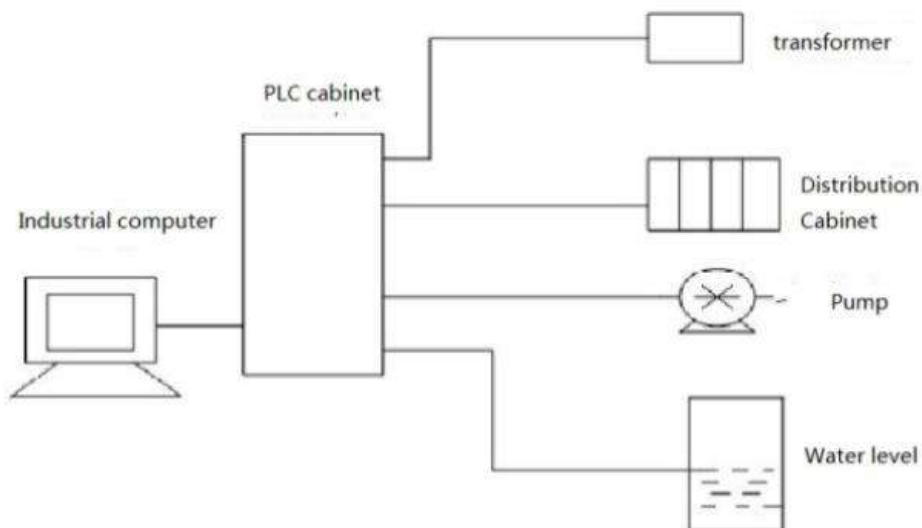 transformer
PLC cabinet
Distribution
Cabinet
Industrial computer
Pump
Water level